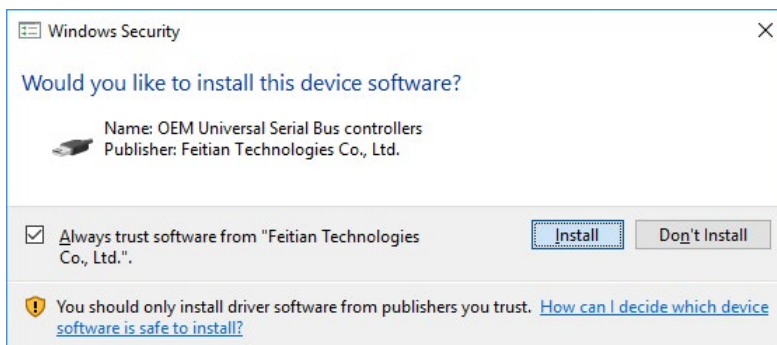 Windows Security
Would you like to install this device software?
Name: OEM Universal Serial Bus controllers
Publisher: Feitian Technologies Co., Ltd.
Always trust software from "Feitian Technologies
Co., Ltd.".
Install
Don't Install
You should only install driver software from publishers you trust. How can I decide which device
software is safe to install?